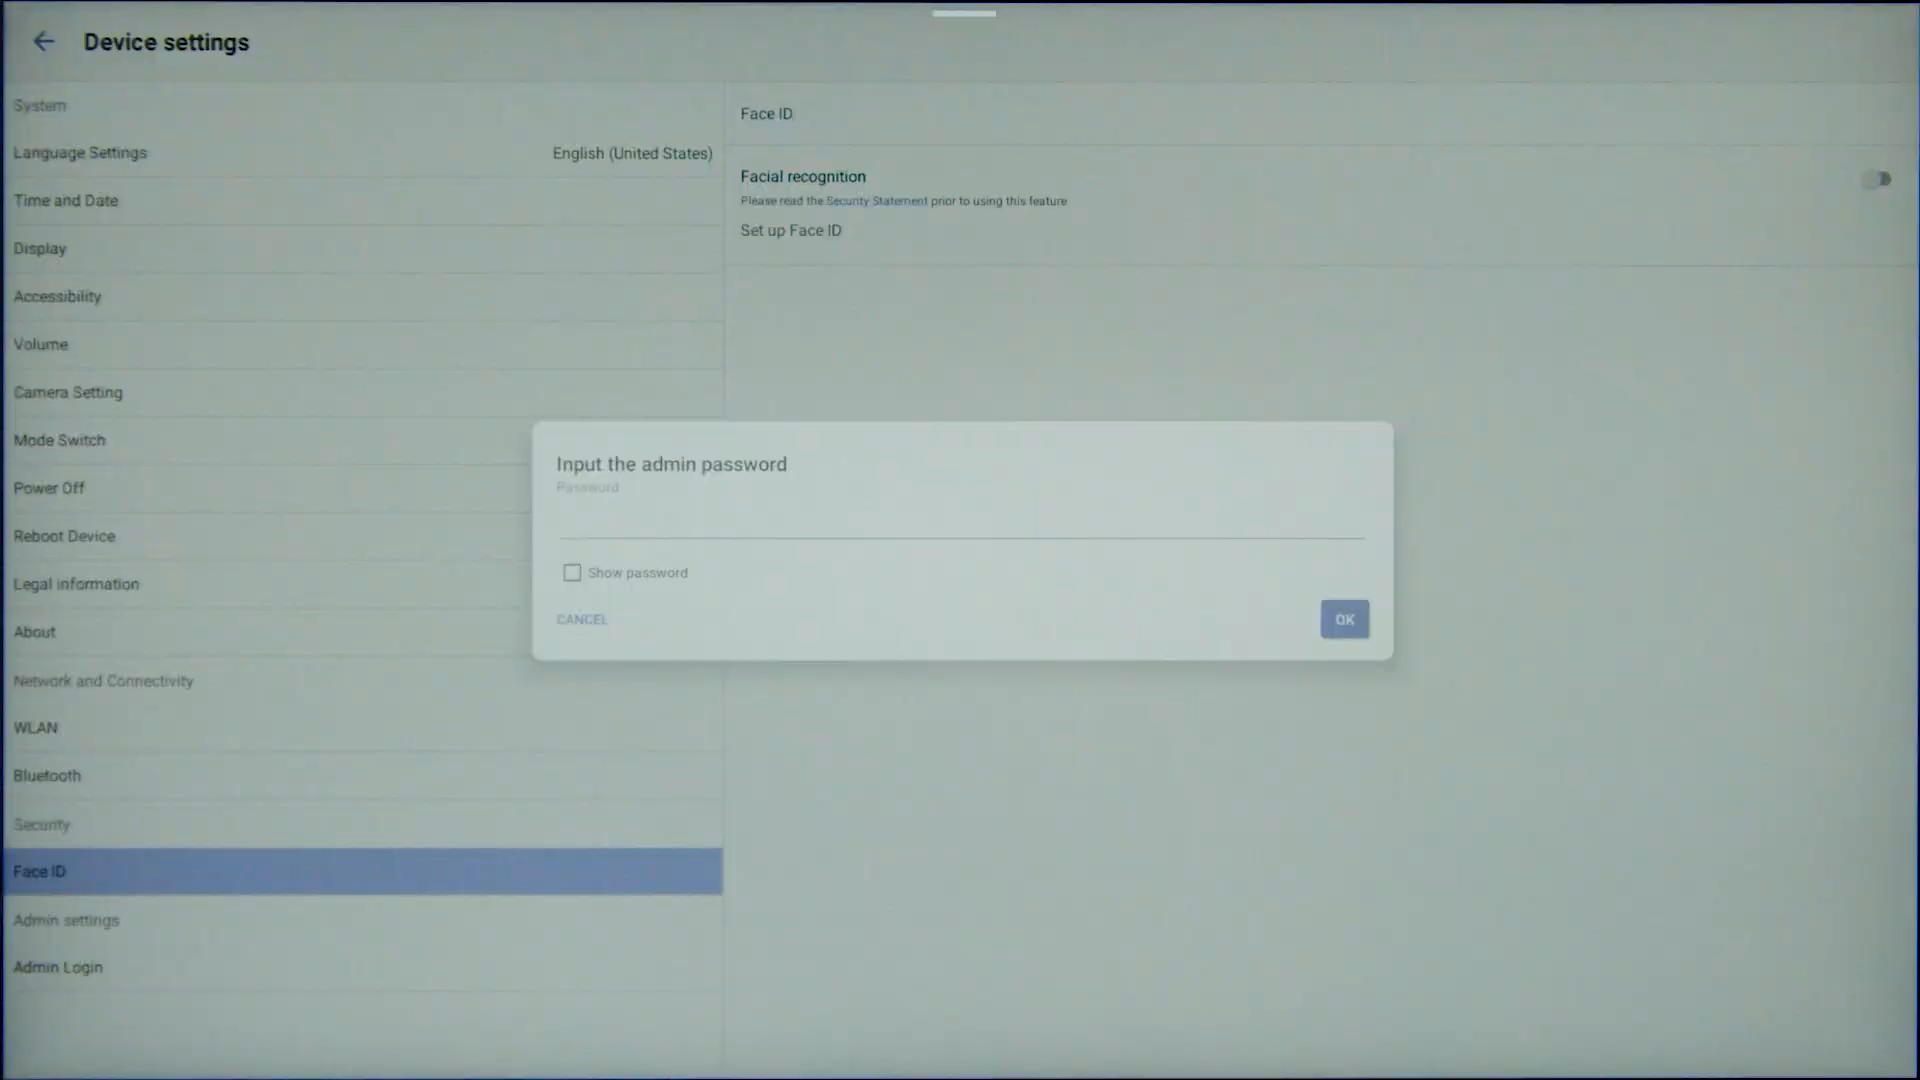 Device settings
System
Language Settings English (United States)
Time and Date
Display
Accessibility
Volume
Camera Setting
Mode Switch
Power Off
Reboot Device
Legal information
About
Network and Connectivity
WLAN
Bluetooth
Security
Face ID
Admin settings
Admin Login
Face ID
Facial recognition
Please read the Security Statement prior to using this feature
Set up Face ID
Input the admin password
Password
Show password
CANCEL
OK